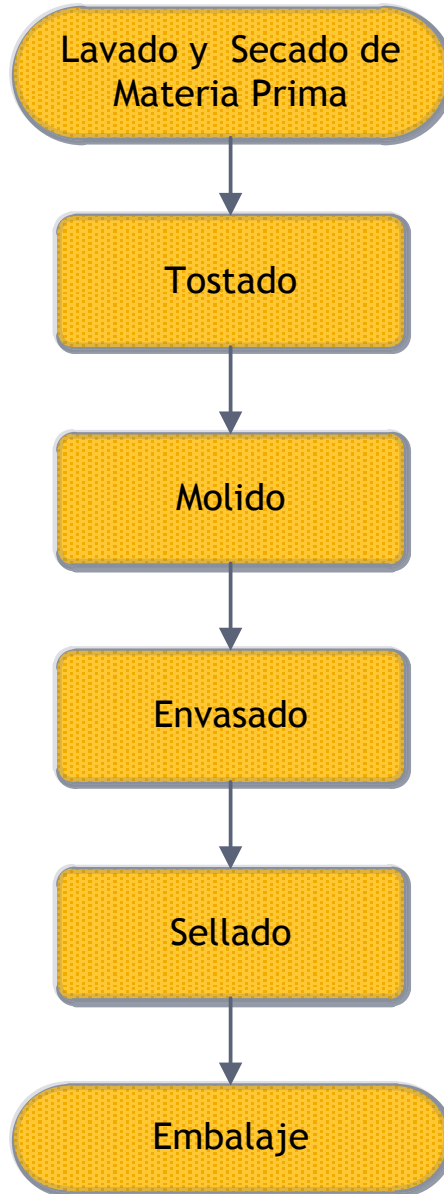 Lavado y  Secado de
Materia Prima
Tostado
Molido
Envasado
Sellado
Embalaje